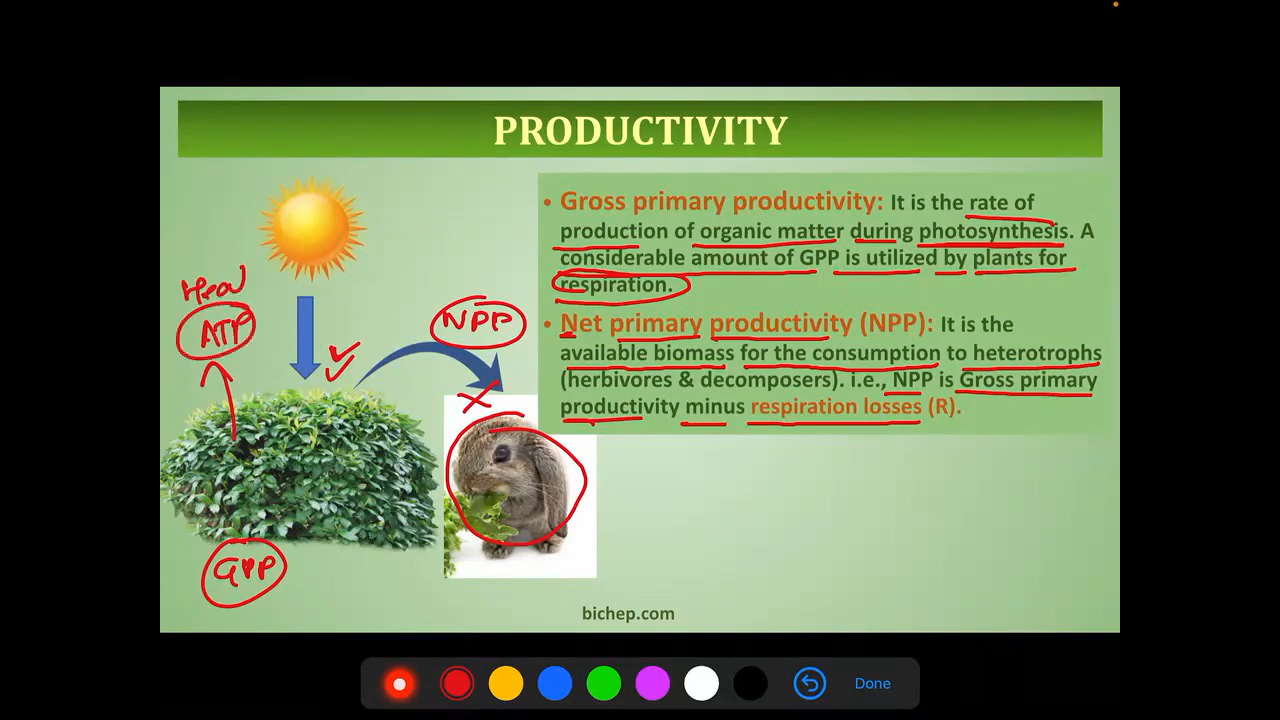 PRODUCTIVITY
• Gross primary productivity: It is the rate of
production of organic matter during photosynthesis. A
considerable amount of GPP is utilized by plants for
respiration.
• Net primary productivity (NPP): It is the
available biomass for the consumption to heterotrophs
(herbivores & decomposers). i.e., NPP is Gross primary
productivity minus respiration losses (R).
ATP
NPP
GPP
bichep.com
Done